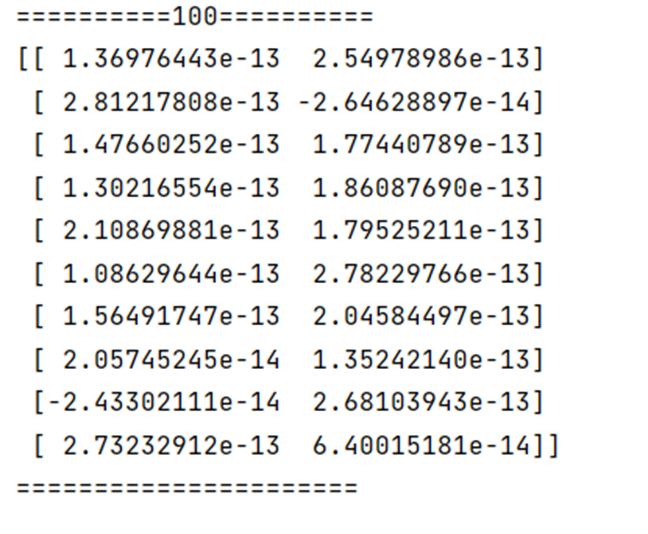 ==========100==========
[[ 1.36976443e-13  2.54978986e-13]
 [ 2.81217808e-13 -2.64628897e-14]
 [ 1.47660252e-13  1.77440789e-13]
 [ 1.30216554e-13  1.86087690e-13]
 [ 2.10869881e-13  1.79525211e-13]
 [ 1.08629644e-13  2.78229766e-13]
 [ 1.56491747e-13  2.04584497e-13]
 [ 2.05745245e-14  1.35242140e-13]
 [-2.43302111e-14  2.68103943e-13]
 [ 2.73232912e-13  6.40015181e-14]]
======================